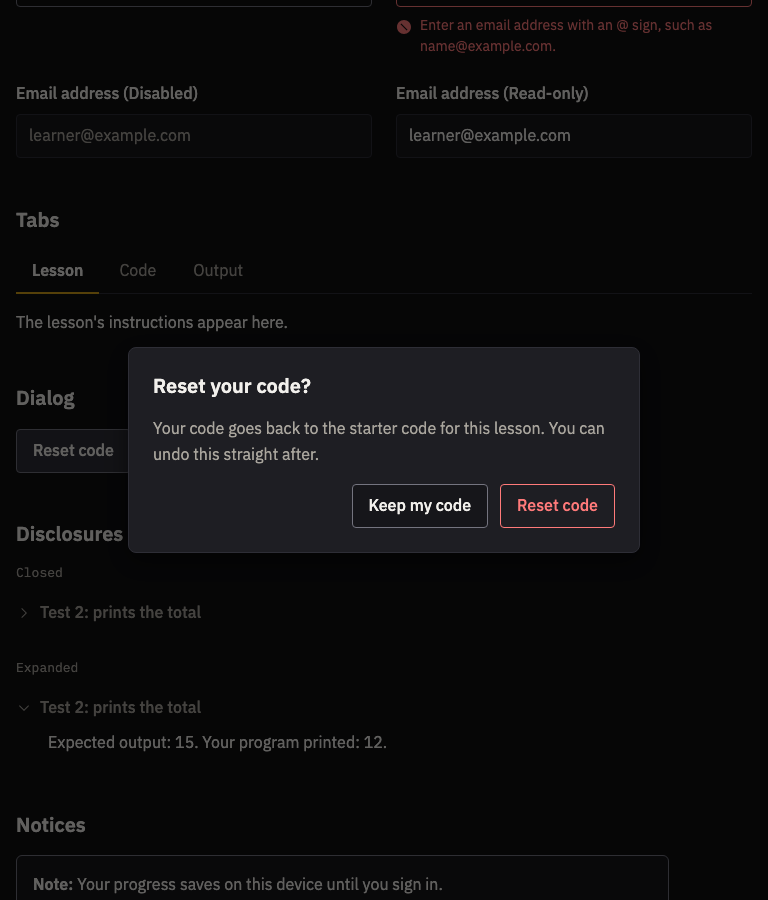 Enter an email address with an @ sign, such as
name@example.com.
Email address (Disabled)
Email address (Read-only)
learner@example.com
learner@example.com
Tabs
Lesson
Code
Output
The lesson's instructions appear here.
Dialog
Reset code
Reset your code?
Your code goes back to the starter code for this lesson. You can
undo this straight after.
Keep my code
Reset code
Disclosures
Closed
Test 2: prints the total
Expanded
Test 2: prints the total
Expected output: 15. Your program printed: 12.
Notices
Note: Your progress saves on this device until you sign in.